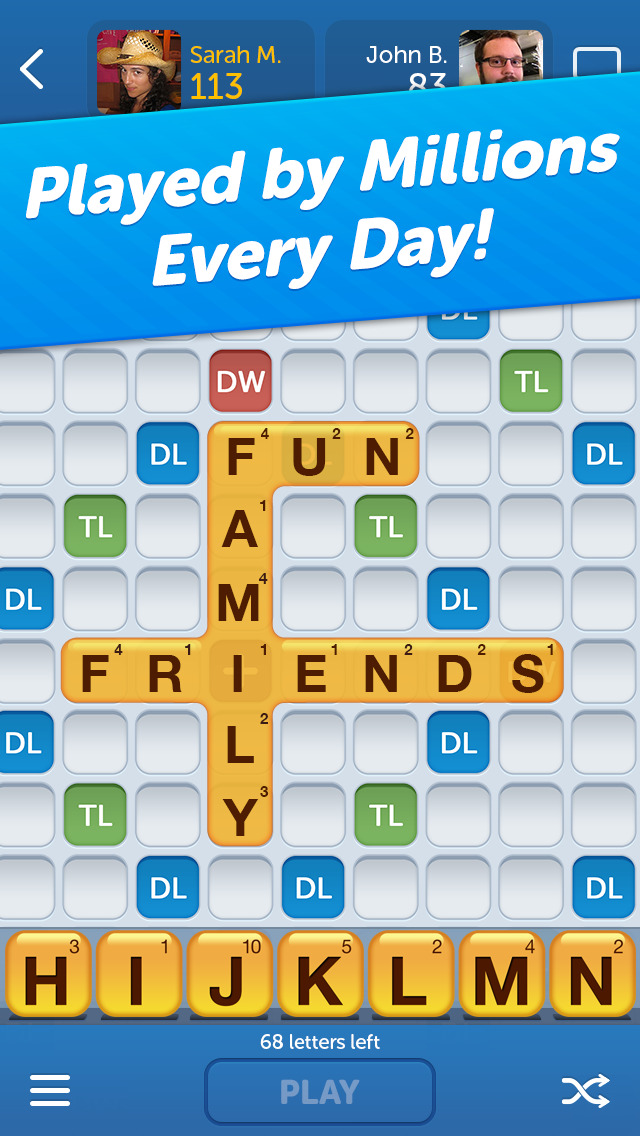 Sarah M.
113
John B.
83
Played by Millions
Every Day!
DL
DW
TL
DL
F4 U2 N2
DL
TL
A1
TL
DL
M4
DL
F4 R1 I1 E1 N2 D2 S1
DL
L2
DL
TL
Y3
TL
DL
DL
DL
H3 I1 J10 K5 L2 M4 N2
68 letters left
PLAY